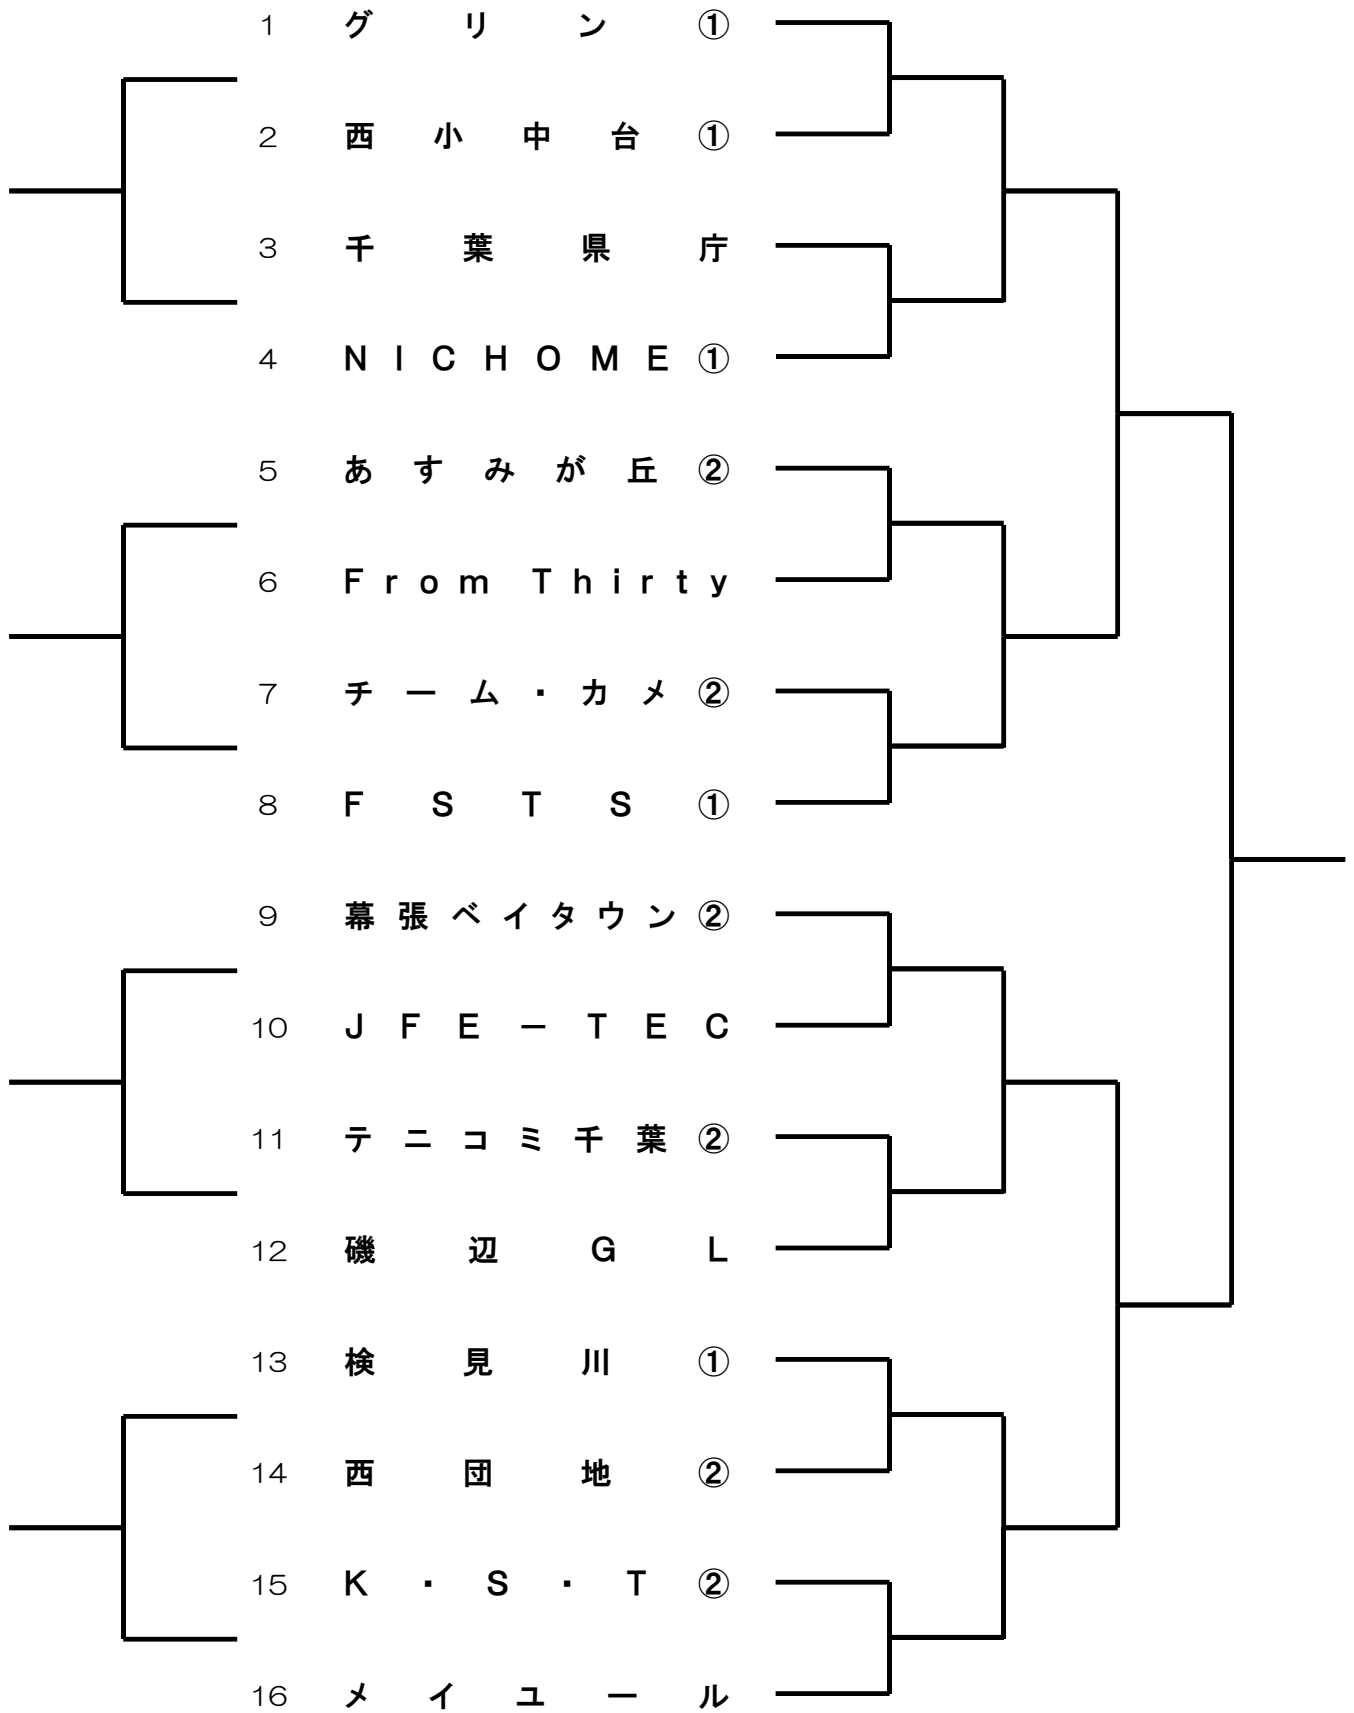 1 グリン①
2 西小中台①
3 千葉県庁
4 NICHOME①
5 あすみが丘②
6 From Thirty
7 チーム・カメ②
8 FSTS①
9 幕張ベイタウン②
10 JFE－TEC
11 テニコミ千葉②
12 磯辺GL
13 検見川①
14 西団地②
15 K・S・T②
16 メイユール